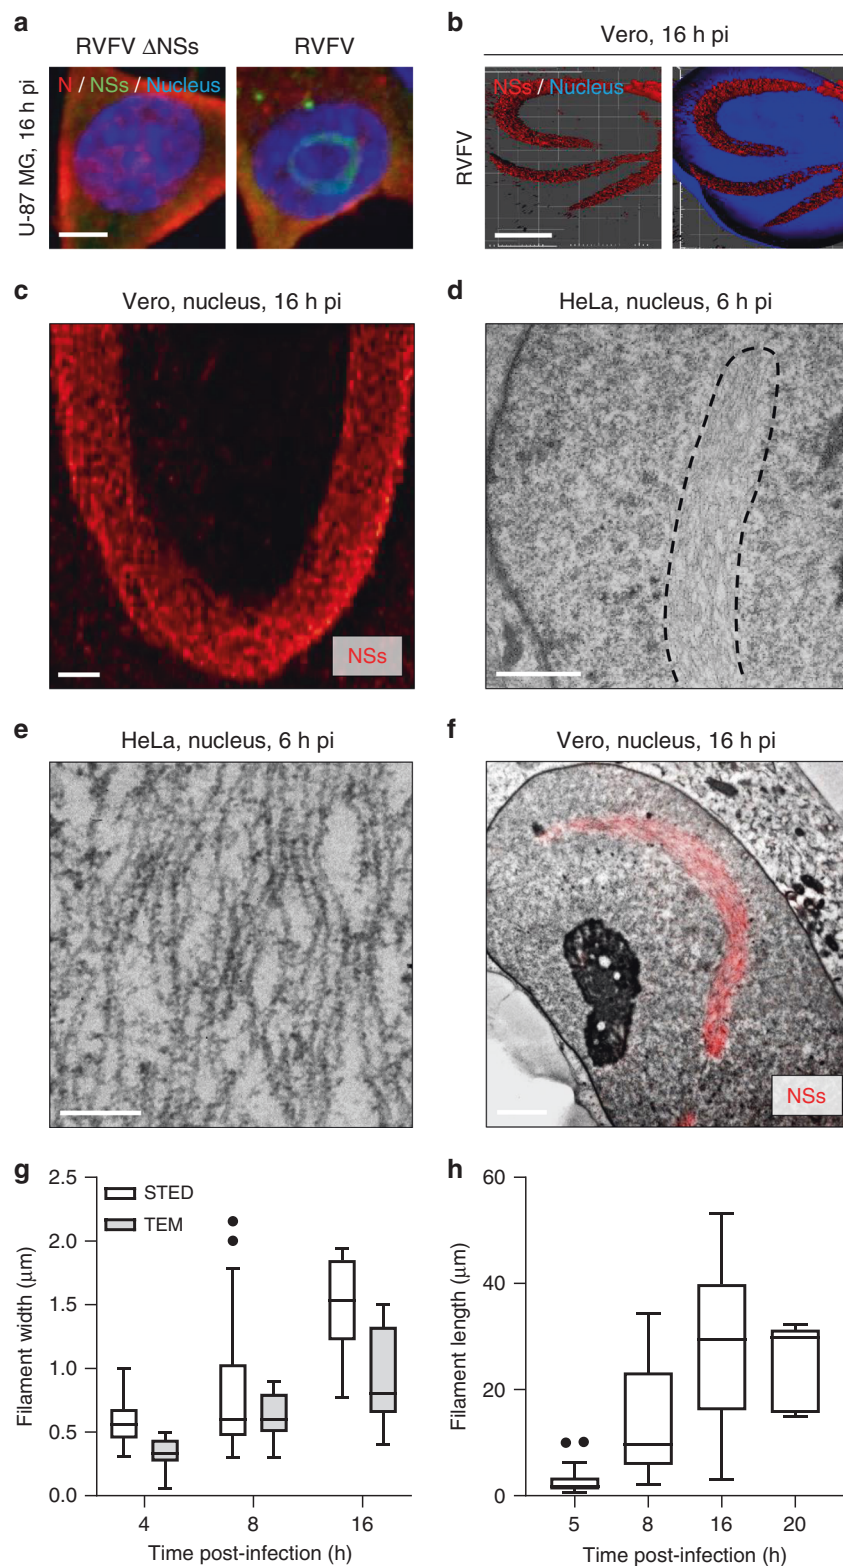 a
RVFV ΔNSs
RVFV
U-87 MG, 16 h pi
N / NSs / Nucleus
b
Vero, 16 h pi
RVFV
NSs / Nucleus
c
Vero, nucleus, 16 h pi
NSs
d
HeLa, nucleus, 6 h pi
e
HeLa, nucleus, 6 h pi
f
Vero, nucleus, 16 h pi
NSs
g
Filament width (μm)
2.5
2.0
1.5
1.0
0.5
0.0
STED
TEM
4 8 16
Time post-infection (h)
h
Filament length (μm)
60
40
20
0
5 8 16 20
Time post-infection (h)